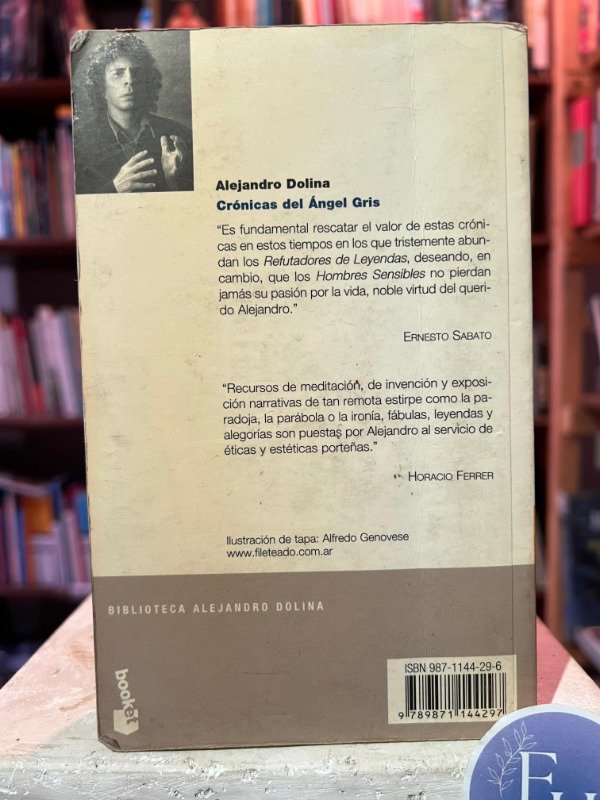 Alejandro Dolina
Crónicas del Ángel Gris
“Es fundamental rescatar el valor de estas cróni-
cas en estos tiempos en los que tristemente abun-
dan los Refutadores de Leyendas, deseando, en
cambio, que los Hombres Sensibles no pierdan
jamás su pasión por la vida, noble virtud del queri-
do Alejandro.”
ERNESTO SABATO
“Recursos de meditación, de invención y exposi-
ción narrativas de tan remota estirpe como la pa-
radoja, la parábola o la ironía, fábulas, leyendas y
alegorías son puestas por Alejandro al servicio de
éticas y estéticas porteñas.”
HORACIO FERRER
Ilustración de tapa: Alfredo Genovese
www.fileteado.com.ar
BIBLIOTECA ALEJANDRO DOLINA
booket
ISBN 987-1144-29-6
9 789871 144297